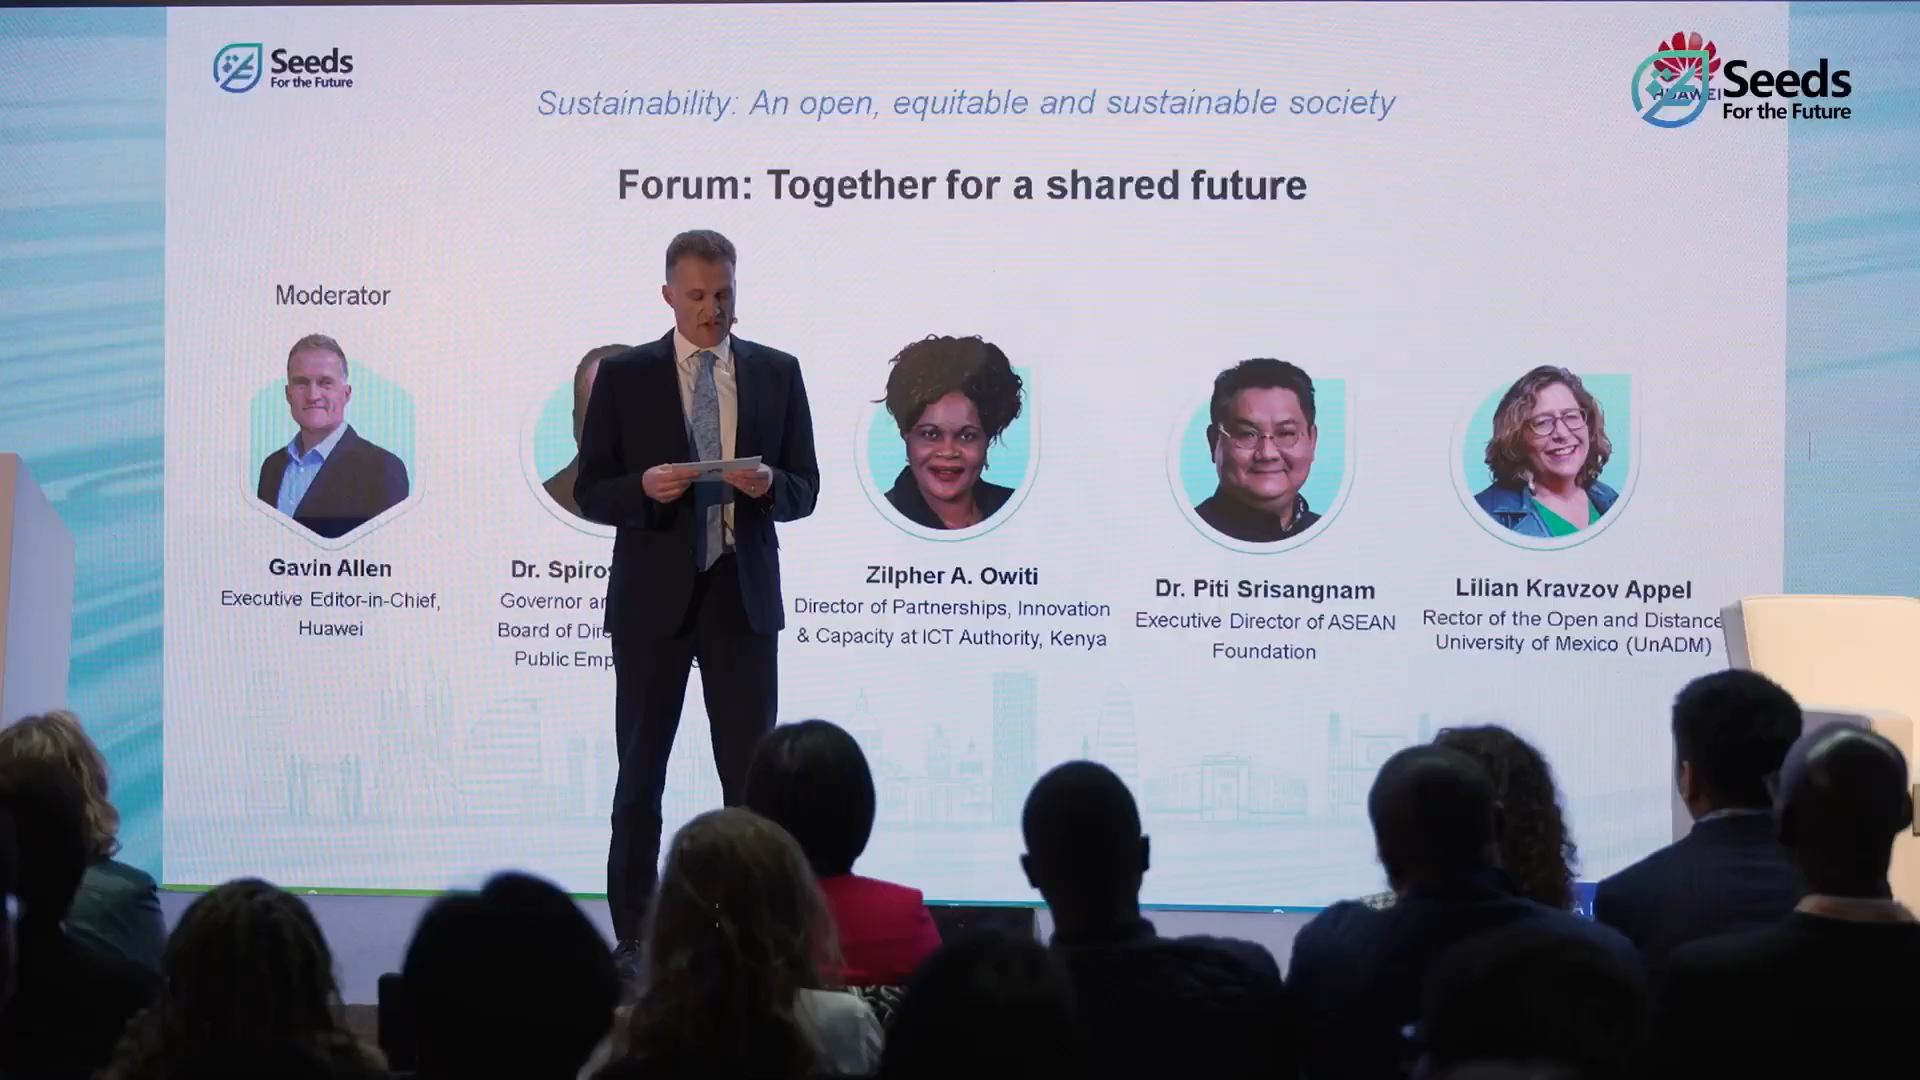 Seeds
For the Future
HUAWEI
Seeds
For the Future
Sustainability: An open, equitable and sustainable society
Forum: Together for a shared future
Moderator
Gavin Allen
Executive Editor-in-Chief,
Huawei
Dr. Spiros
Governor
Board of
Public
Zilpher A. Owiti
Director of Partnerships, Innovation
& Capacity at ICT Authority, Kenya
Dr. Piti Srisangnam
Executive Director of ASEAN
Foundation
Lilian Kravzov Appel
Rector of the Open and Distance
University of Mexico (UnADM)